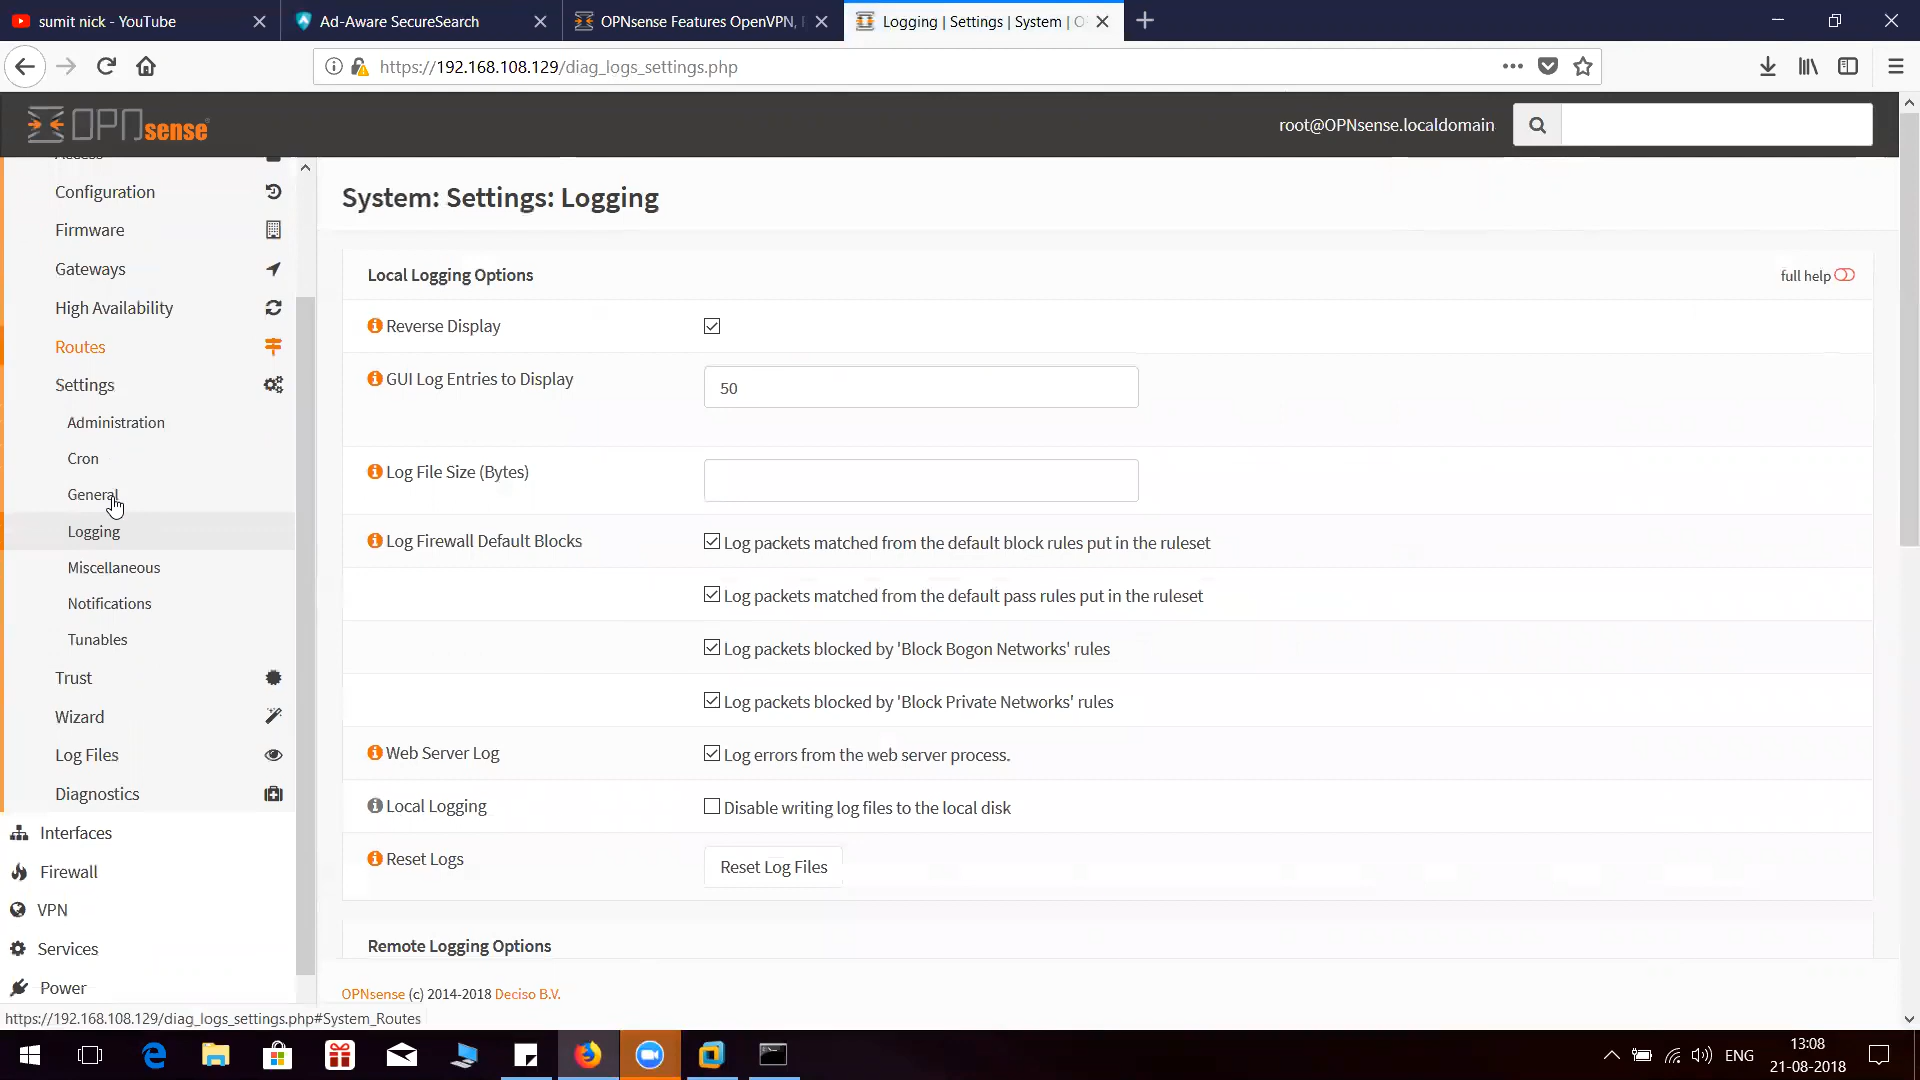 sumit nick - YouTube
Ad-Aware SecureSearch
OPNsense Features OpenVPN,
Logging | Settings | System | O
https://192.168.108.129/diag_logs_settings.php
OPNsense
root@OPNsense.localdomain
Access
Configuration
Firmware
Gateways
High Availability
Routes
Settings
Administration
Cron
General
Logging
Miscellaneous
Notifications
Tunables
Trust
Wizard
Log Files
Diagnostics
Interfaces
Firewall
VPN
Services
Power
System: Settings: Logging
Local Logging Options
full help
Reverse Display
GUI Log Entries to Display
50
Log File Size (Bytes)
Log Firewall Default Blocks
Log packets matched from the default block rules put in the ruleset
Log packets matched from the default pass rules put in the ruleset
Log packets blocked by 'Block Bogon Networks' rules
Log packets blocked by 'Block Private Networks' rules
Web Server Log
Log errors from the web server process.
Local Logging
Disable writing log files to the local disk
Reset Logs
Reset Log Files
Remote Logging Options
OPNsense (c) 2014-2018 Deciso B.V.
https://192.168.108.129/diag_logs_settings.php#System_Routes
ENG
13:08
21-08-2018